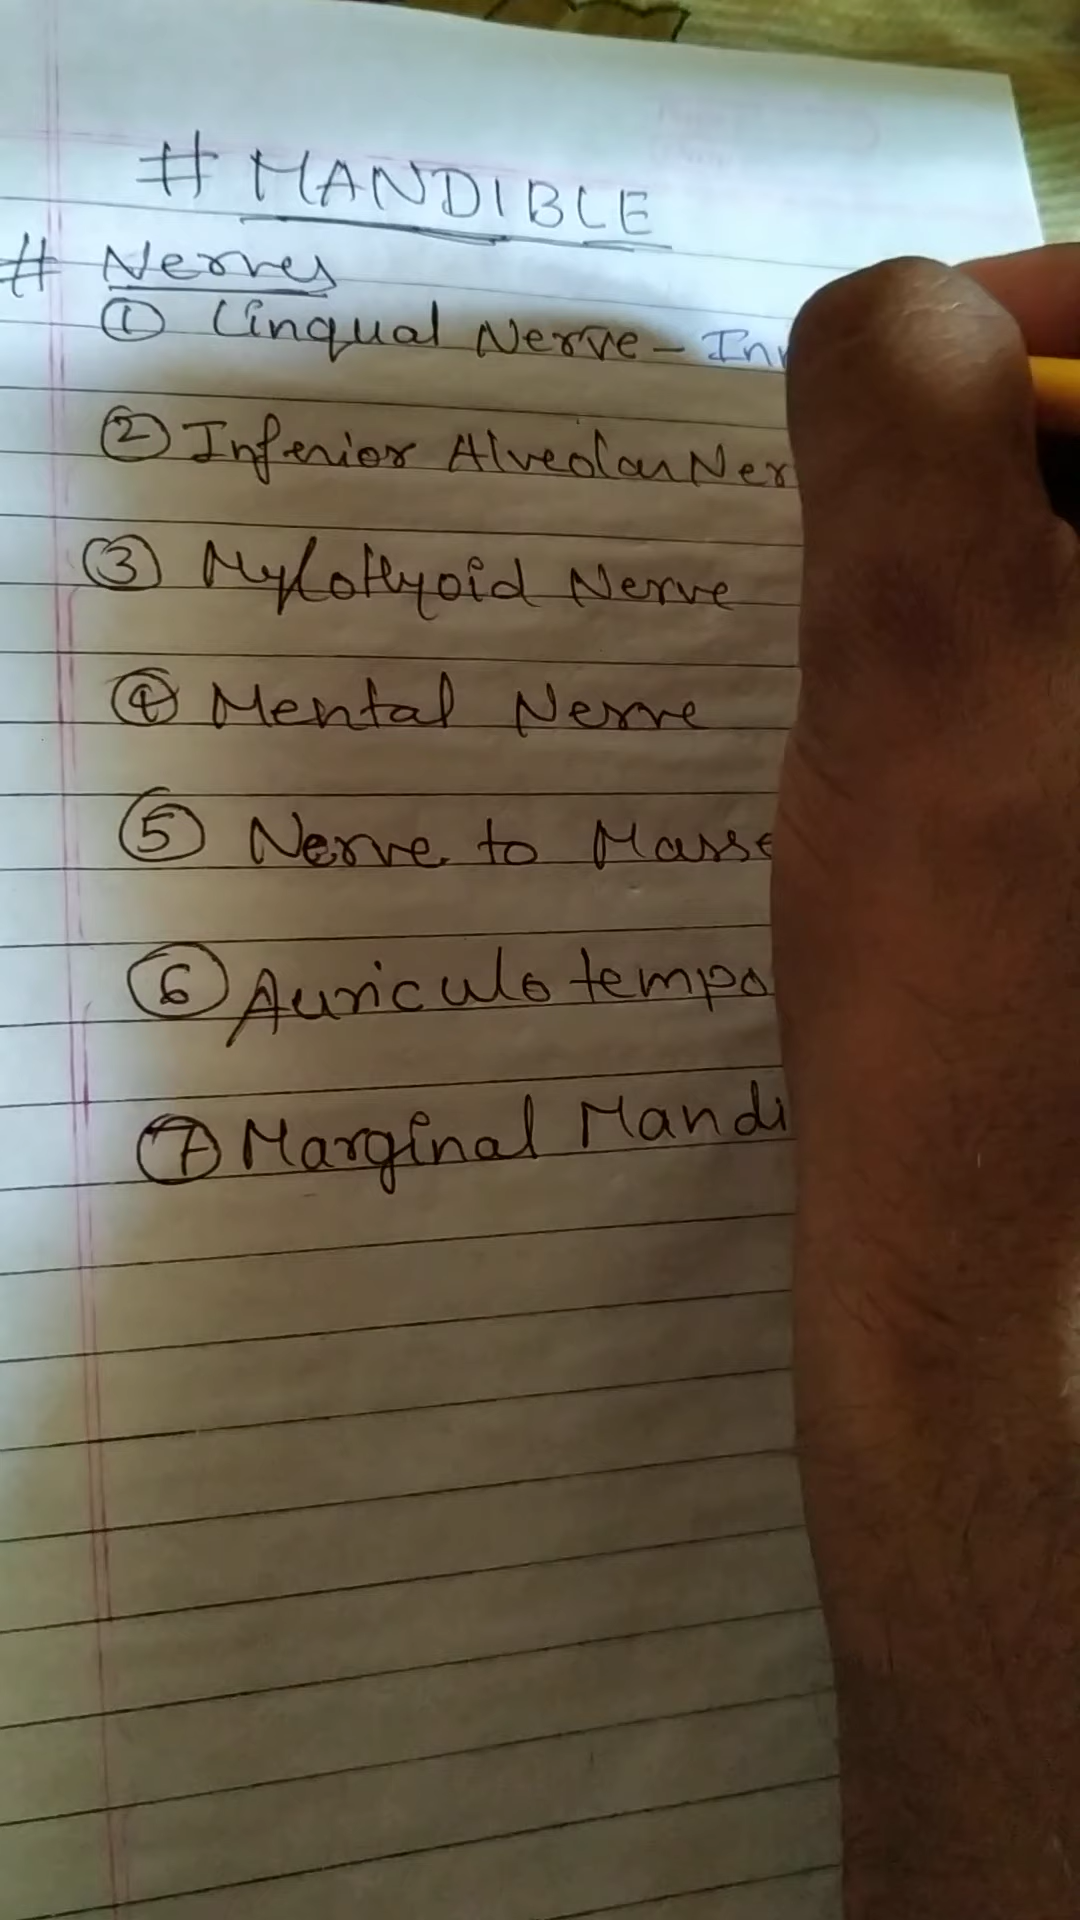 # MANDIBLE
# Nerves
① Linqual Nerve - In
② Inferior Alveolar Ner
③ Mylohyoid Nerve
④ Mental Nerve
⑤ Nerve to Masse
⑥ Auriculo tempo
⑦ Marginal Mandi